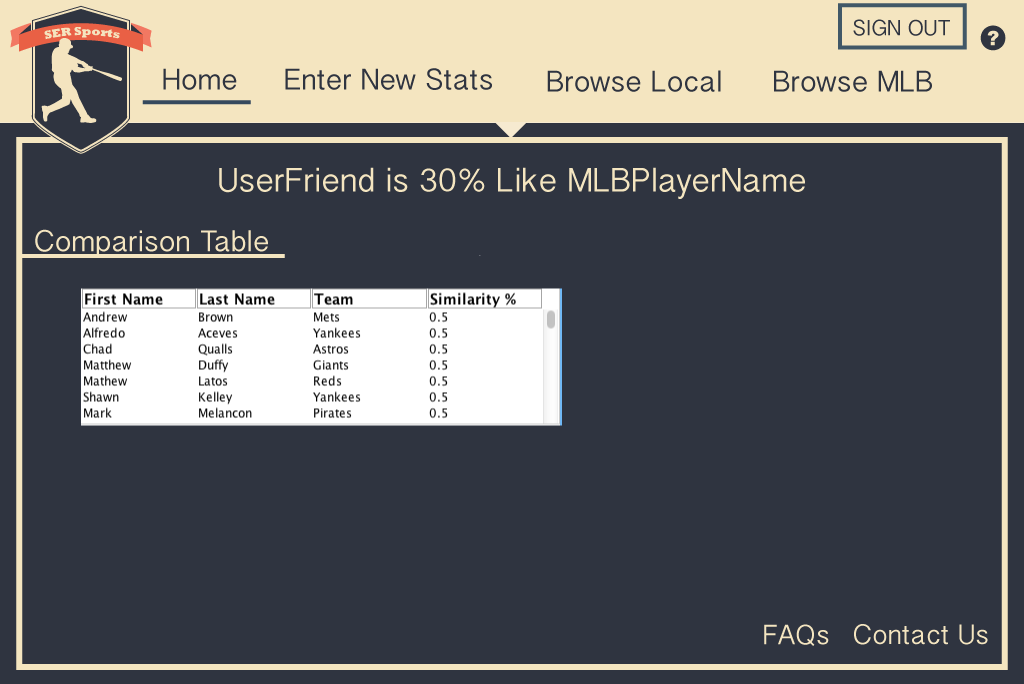 SER Sports
SIGN OUT
?
Home Enter New Stats Browse Local Browse MLB
UserFriend is 30% Like MLBPlayerName
Comparison Table
First Name Last Name Team Similarity %
Andrew Brown Mets 0.5
Alfredo Aceves Yankees 0.5
Chad Qualls Astros 0.5
Matthew Duffy Giants 0.5
Mathew Latos Reds 0.5
Shawn Kelley Yankees 0.5
Mark Melancon Pirates 0.5
FAQs Contact Us